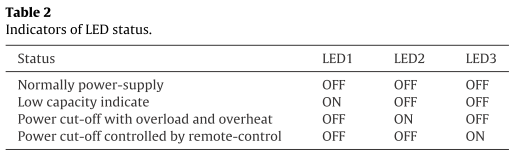 Table 2
Indicators of LED status.
Status LED1 LED2 LED3
Normally power-supply OFF OFF OFF
Low capacity indicate ON OFF OFF
Power cut-off with overload and overheat OFF ON OFF
Power cut-off controlled by remote-control OFF OFF ON